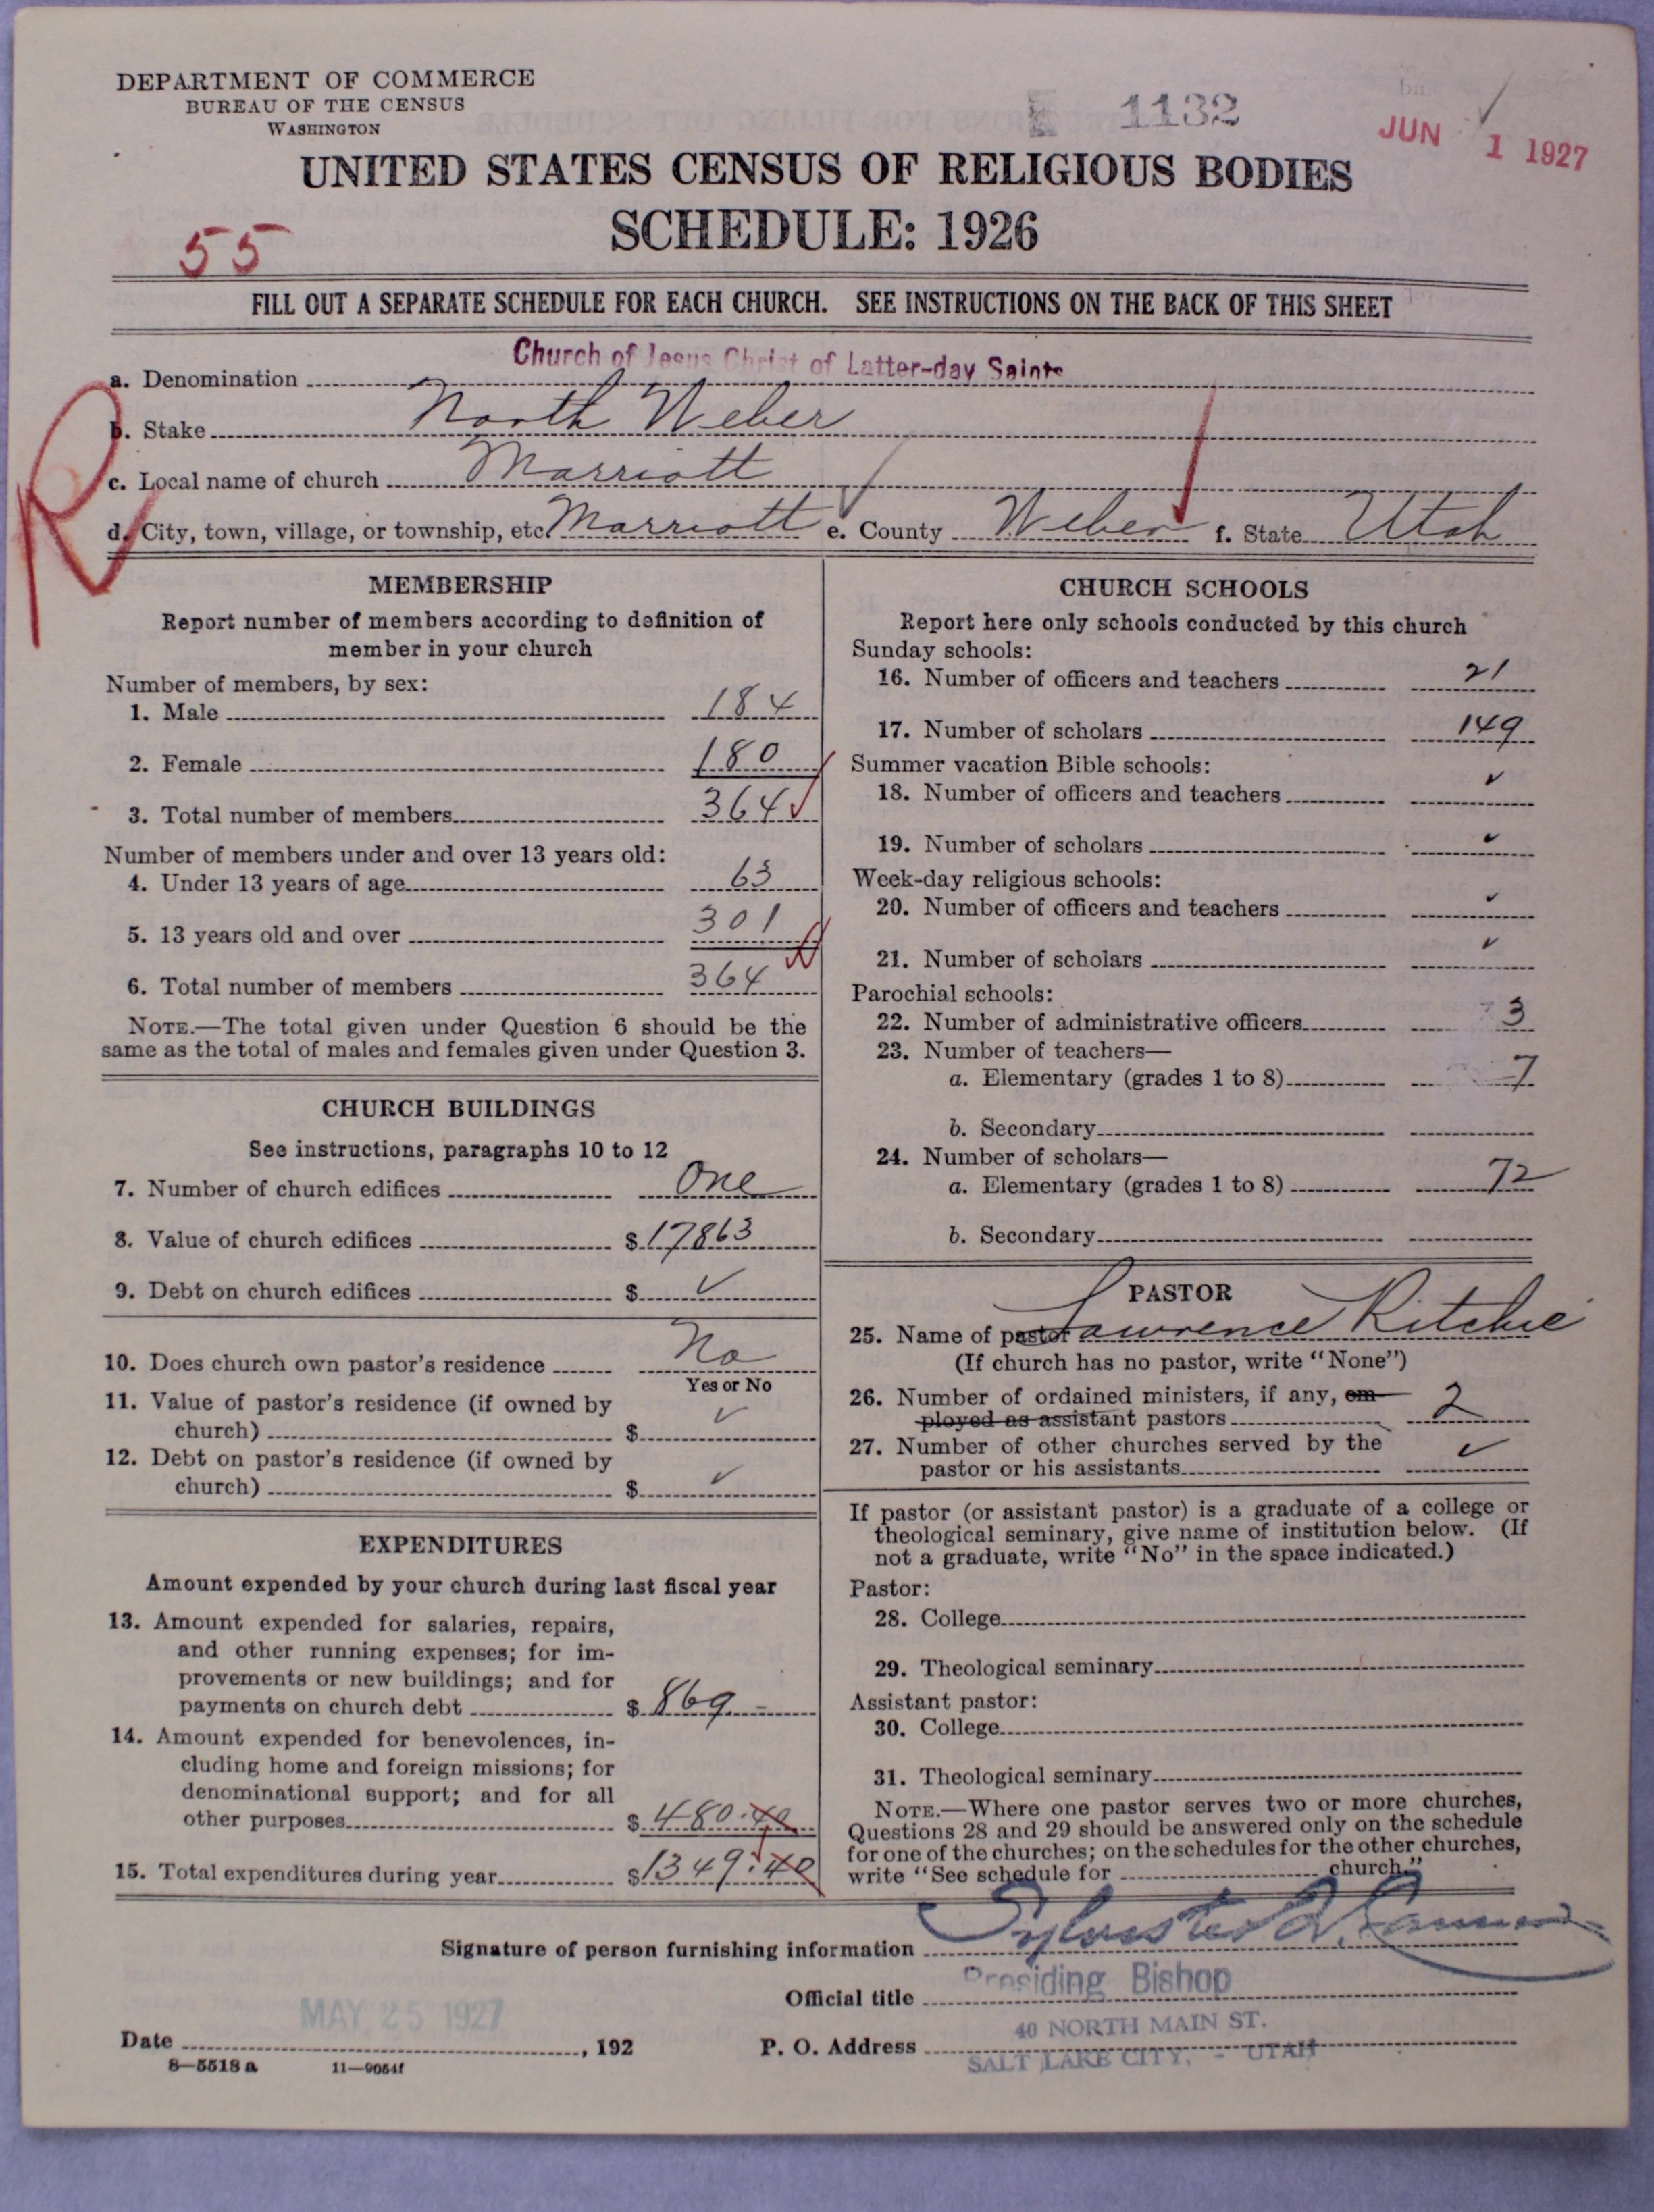 DEPARTMENT OF COMMERCE
BUREAU OF THE CENSUS
WASHINGTON
1132
JUN 1 1927
UNITED STATES CENSUS OF RELIGIOUS BODIES
SCHEDULE: 1926
55
FILL OUT A SEPARATE SCHEDULE FOR EACH CHURCH. SEE INSTRUCTIONS ON THE BACK OF THIS SHEET
a. Denomination Church of Jesus Christ of Latter-day Saints
b. Stake North Weber
c. Local name of church Marriott
d. City, town, village, or township, etc. Marriott e. County Weber f. State Utah
R
MEMBERSHIP
Report number of members according to definition of
member in your church
Number of members, by sex:
1. Male 184
2. Female 180
3. Total number of members 364 ✓
Number of members under and over 13 years old:
4. Under 13 years of age 63
5. 13 years old and over 301
6. Total number of members 364
NOTE.—The total given under Question 6 should be the
same as the total of males and females given under Question 3.
CHURCH BUILDINGS
See instructions, paragraphs 10 to 12
7. Number of church edifices One
8. Value of church edifices $ 17863
9. Debt on church edifices $ ✓
10. Does church own pastor's residence No
Yes or No
11. Value of pastor's residence (if owned by
church) $ ✓
12. Debt on pastor's residence (if owned by
church) $ ✓
EXPENDITURES
Amount expended by your church during last fiscal year
13. Amount expended for salaries, repairs,
and other running expenses; for im-
provements or new buildings; and for
payments on church debt $ 869 -
14. Amount expended for benevolences, in-
cluding home and foreign missions; for
denominational support; and for all
other purposes $ 480.40
15. Total expenditures during year $ 1349.40
CHURCH SCHOOLS
Report here only schools conducted by this church
Sunday schools:
16. Number of officers and teachers 21
17. Number of scholars 149
Summer vacation Bible schools:
18. Number of officers and teachers ✓
19. Number of scholars ✓
Week-day religious schools:
20. Number of officers and teachers ✓
21. Number of scholars ✓
Parochial schools:
22. Number of administrative officers 3
23. Number of teachers—
a. Elementary (grades 1 to 8) 7
b. Secondary
24. Number of scholars—
a. Elementary (grades 1 to 8) 72
b. Secondary
PASTOR
25. Name of pastor Lawrence Ritchie
(If church has no pastor, write "None")
26. Number of ordained ministers, if any, em-
ployed as assistant pastors 2
27. Number of other churches served by the
pastor or his assistants ✓
If pastor (or assistant pastor) is a graduate of a college or
theological seminary, give name of institution below. (If
not a graduate, write "No" in the space indicated.)
Pastor:
28. College
29. Theological seminary
Assistant pastor:
30. College
31. Theological seminary
NOTE.—Where one pastor serves two or more churches,
Questions 28 and 29 should be answered only on the schedule
for one of the churches; on the schedules for the other churches,
write "See schedule for church."
Signature of person furnishing information Sylvester Q. Cannon
Official title Presiding Bishop
Date MAY 25 1927, 192
P. O. Address 40 NORTH MAIN ST.
SALT LAKE CITY, - UTAH
8—5518 a 11—9054f